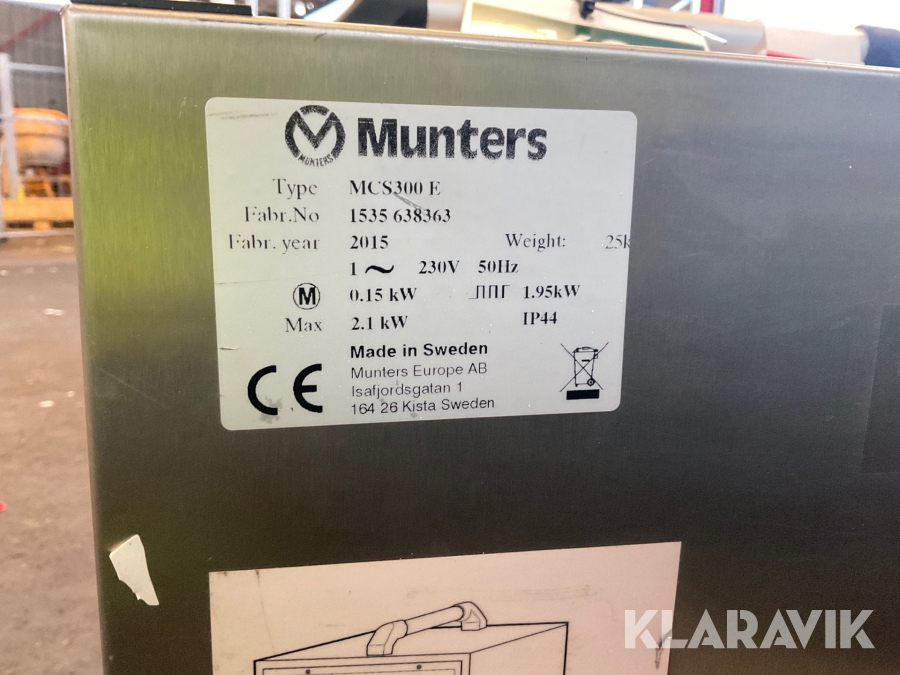 MUNTERS
Munters
Type MCS300 E
Fabr.No 1535 638363
Fabr. year 2015 Weight: 25k
1 ~ 230V 50Hz
M 0.15 kW 1.95kW
Max 2.1 kW IP44
CE
Made in Sweden
Munters Europe AB
Isafjordsgatan 1
164 26 Kista Sweden
KLARAVIK